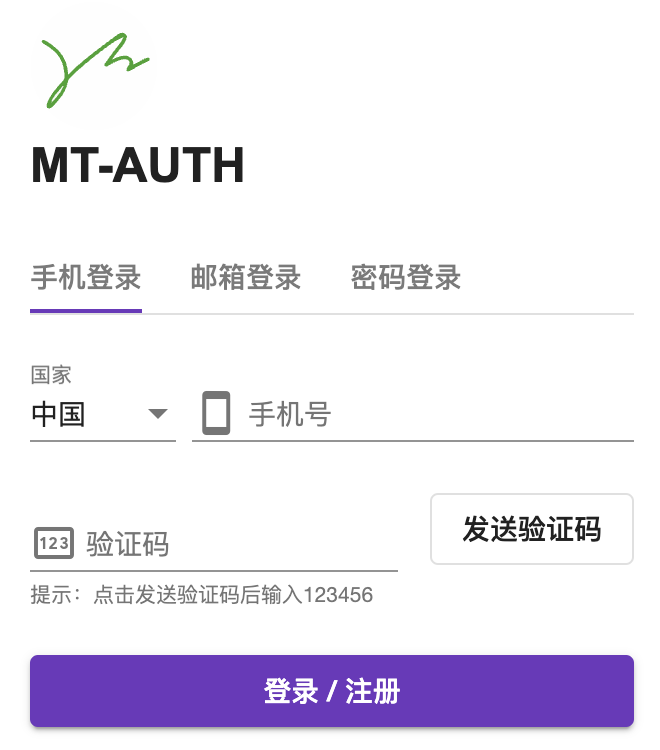 MT-AUTH
手机登录 邮箱登录 密码登录
国家
中国 手机号
123 验证码 发送验证码
提示：点击发送验证码后输入123456
登录 / 注册